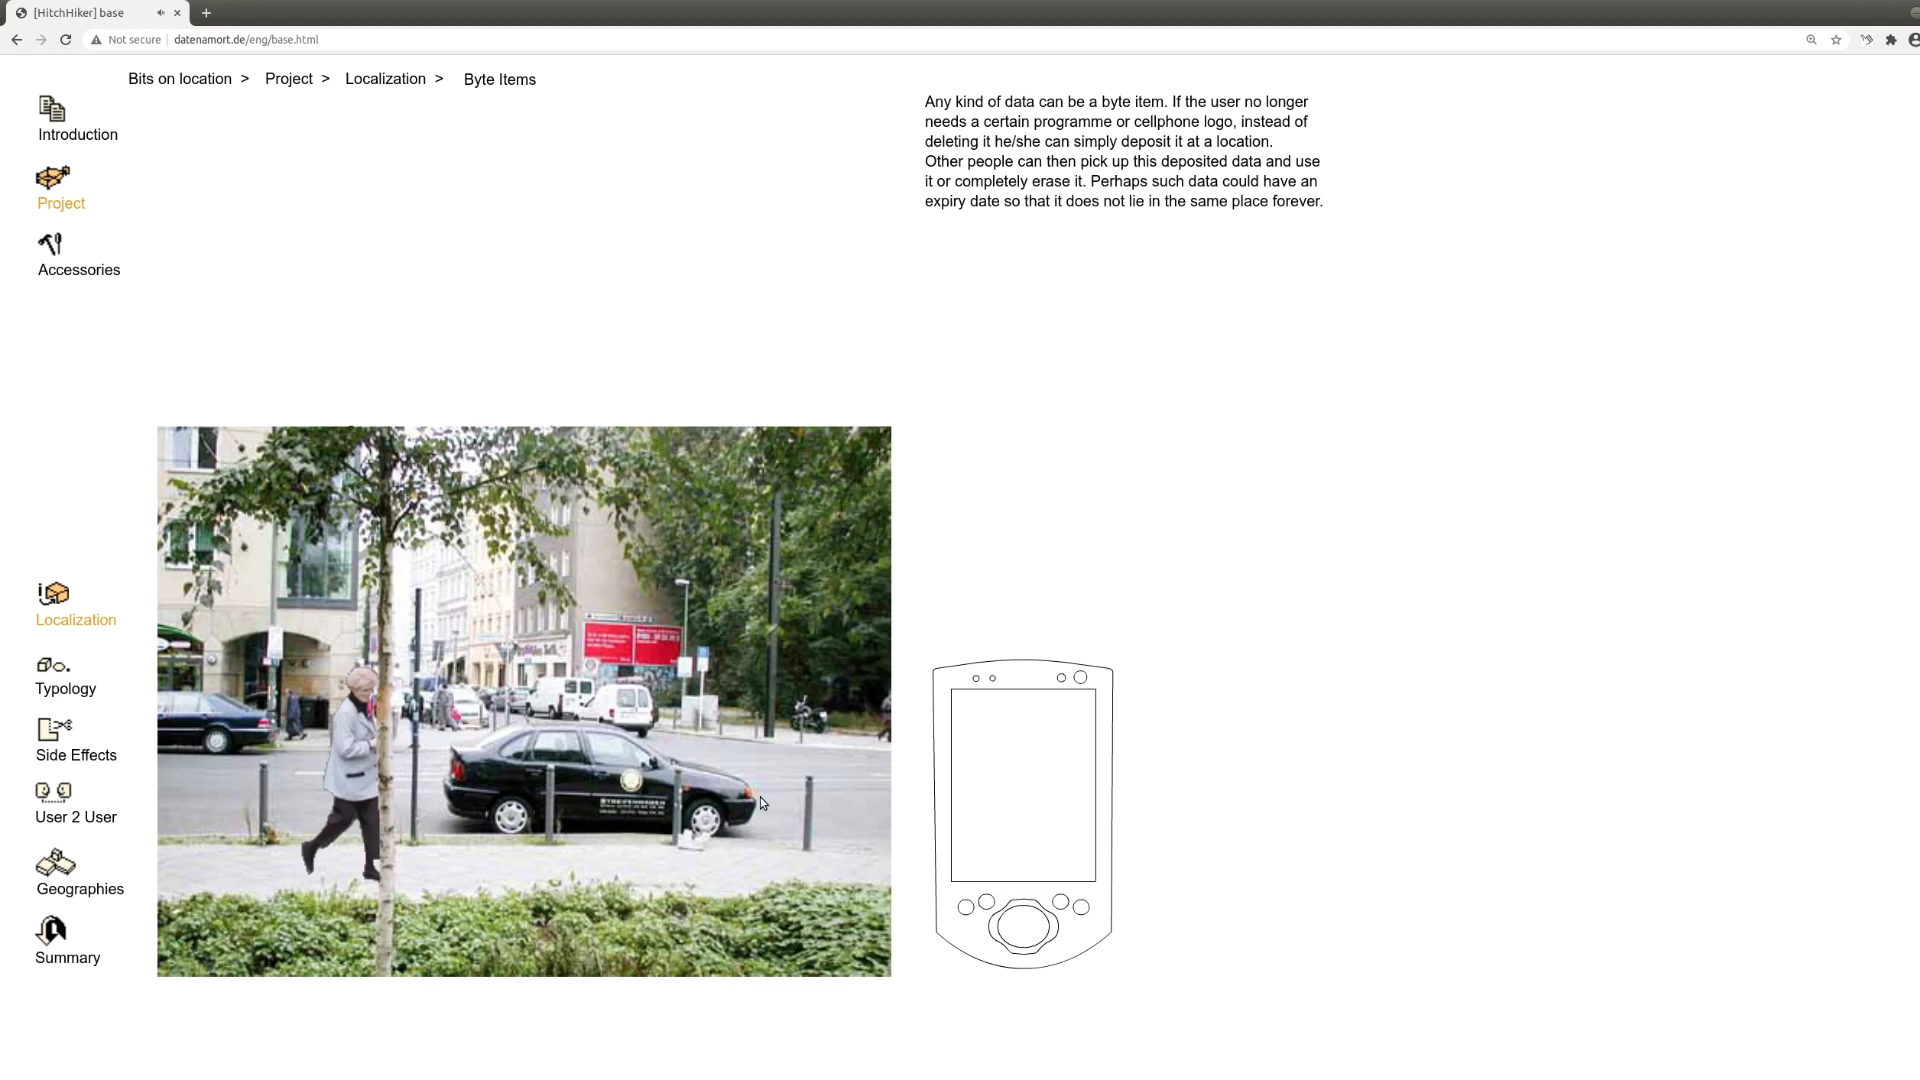 [HitchHiker] base
Not secure
datenamort.de/eng/base.html
Bits on location > Project > Localization > Byte Items
Introduction
Project
Accessories
Any kind of data can be a byte item. If the user no longer
needs a certain programme or cellphone logo, instead of
deleting it he/she can simply deposit it at a location.
Other people can then pick up this deposited data and use
it or completely erase it. Perhaps such data could have an
expiry date so that it does not lie in the same place forever.
Localization
Typology
Side Effects
User 2 User
Geographies
Summary